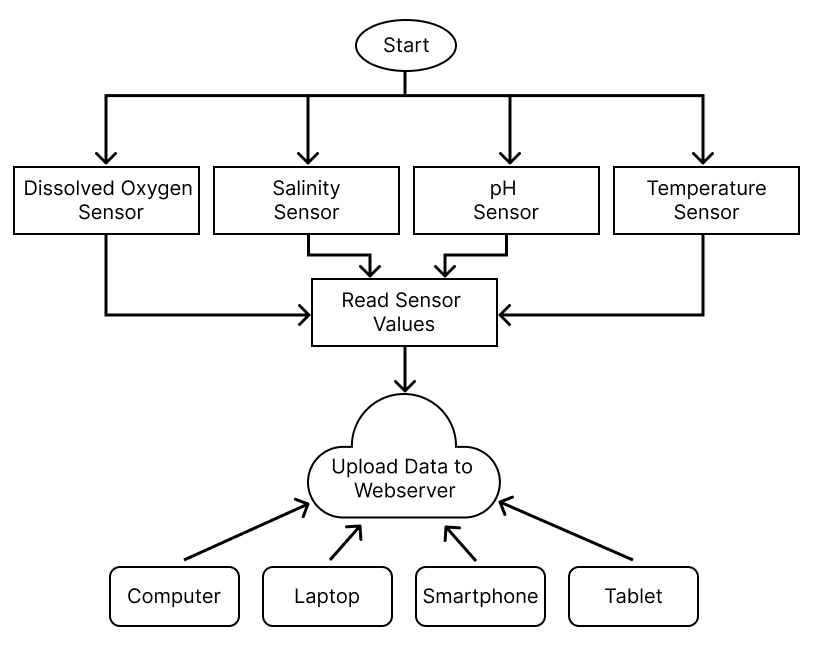 Start
Dissolved Oxygen
Sensor
Salinity
Sensor
pH
Sensor
Temperature
Sensor
Read Sensor
Values
Upload Data to
Webserver
Computer
Laptop
Smartphone
Tablet